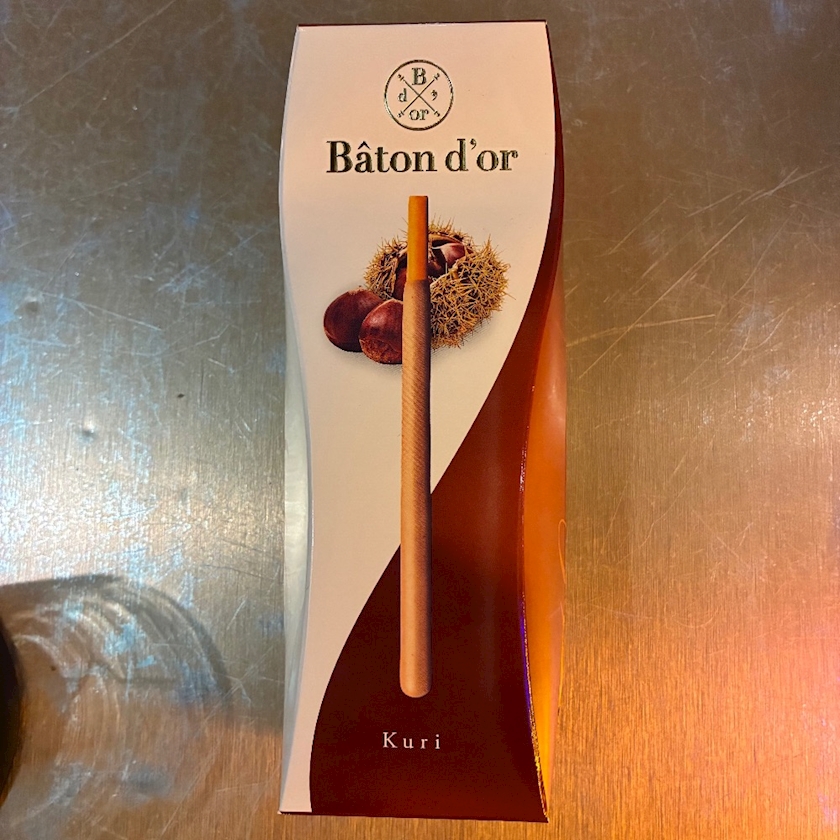 B
d ’
or
Bâton d’or
Kuri